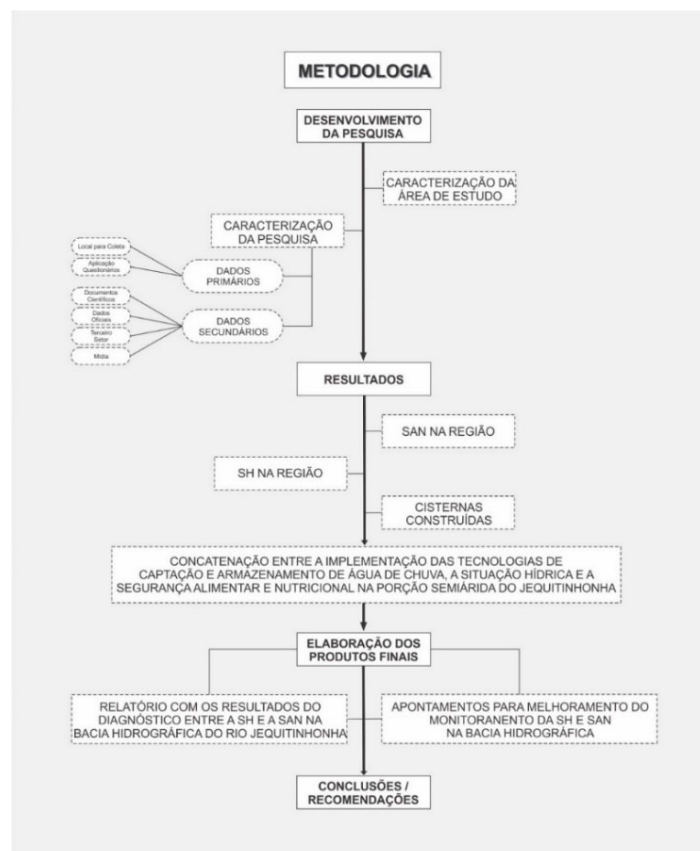 METODOLOGIA
DESENVOLVIMENTO
DA PESQUISA
CARACTERIZAÇÃO DA
ÁREA DE ESTUDO
CARACTERIZAÇÃO
DA PESQUISA
DADOS
PRIMÁRIOS
Local para Coleta
Aplicação
Questionários
DADOS
SECUNDÁRIOS
Documentos
Científicos
Dados
Oficiais
Terceiro
Setor
Mídia
RESULTADOS
SAN NA REGIÃO
SH NA REGIÃO
CISTERNAS
CONSTRUÍDAS
CONCATENAÇÃO ENTRE A IMPLEMENTAÇÃO DAS TECNOLOGIAS DE
CAPTAÇÃO E ARMAZENAMENTO DE ÁGUA DE CHUVA, A SITUAÇÃO HÍDRICA E A
SEGURANÇA ALIMENTAR E NUTRICIONAL NA PORÇÃO SEMIÁRIDA DO JEQUITINHONHA
ELABORAÇÃO DOS
PRODUTOS FINAIS
RELATÓRIO COM OS RESULTADOS DO
DIAGNÓSTICO ENTRE A SH E A SAN NA
BACIA HIDROGRÁFICA DO RIO JEQUITINHONHA
APONTAMENTOS PARA MELHORAMENTO DO
MONITORANENTO DA SH E SAN
NA BACIA HIDROGRÁFICA
CONCLUSÕES /
RECOMENDAÇÕES